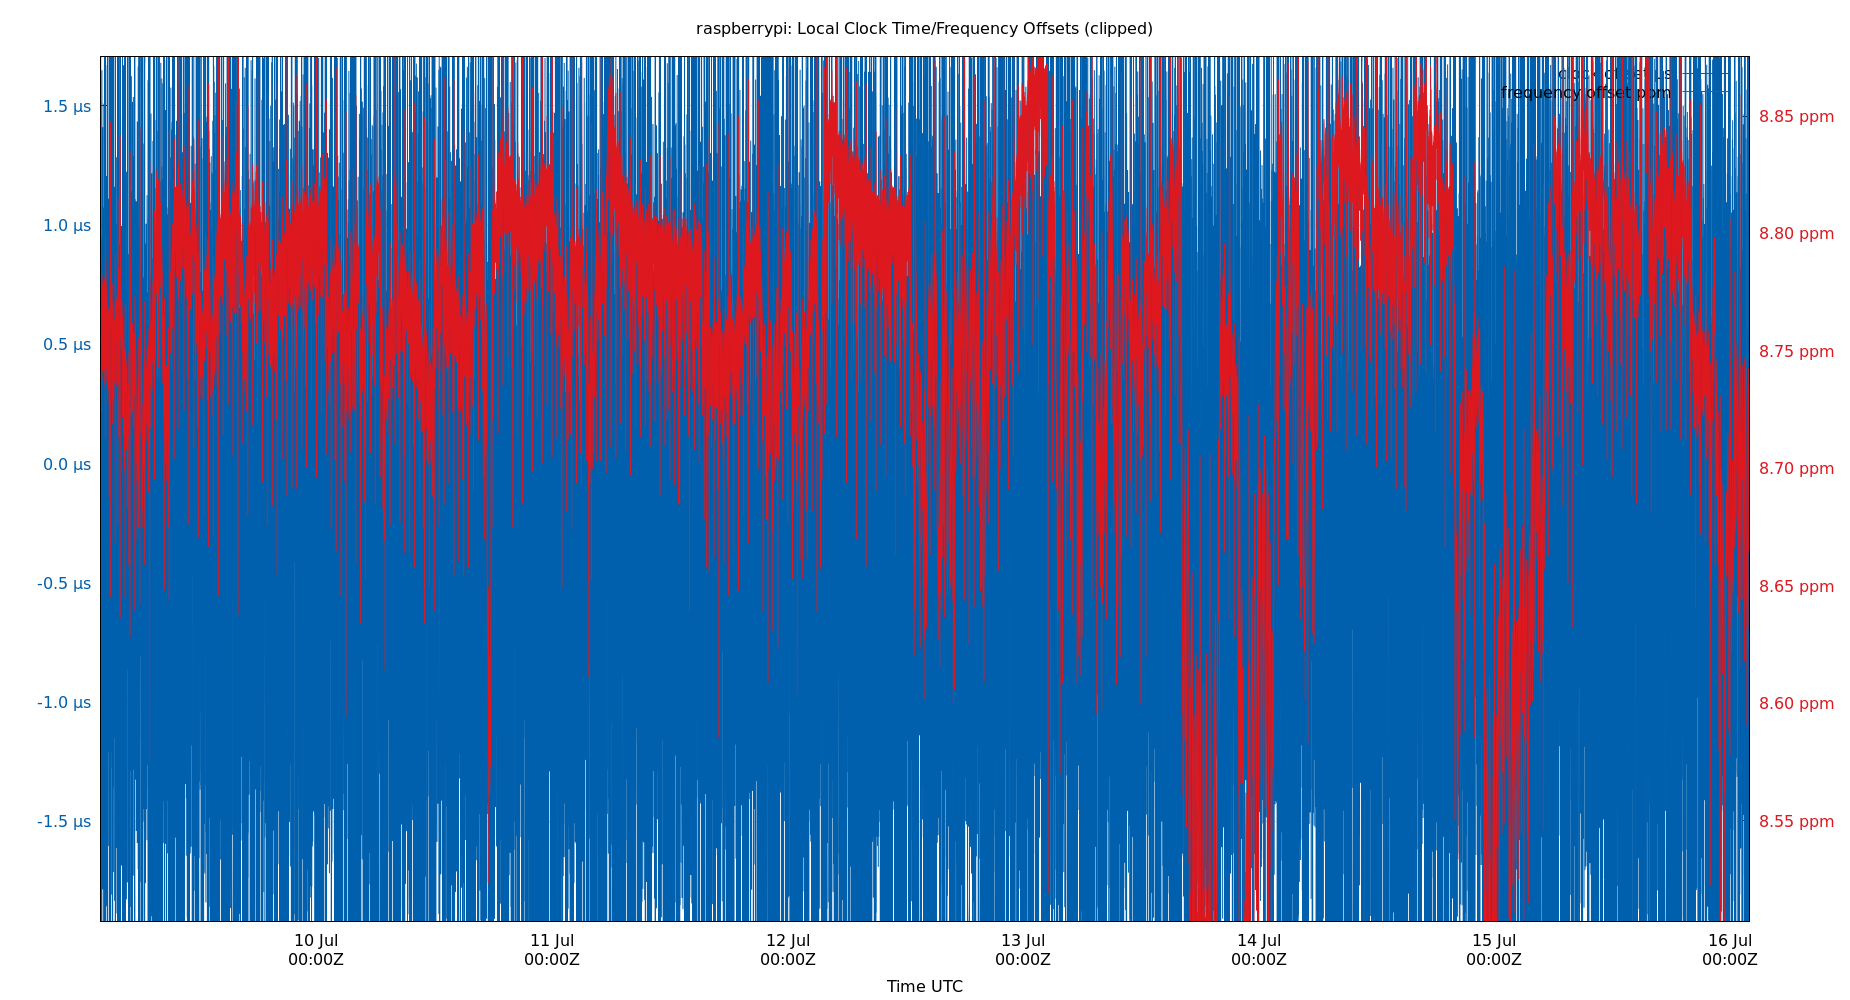 raspberrypi: Local Clock Time/Frequency Offsets (clipped)
clock offset µs
frequency offset ppm
1.5 µs
1.0 µs
0.5 µs
0.0 µs
-0.5 µs
-1.0 µs
-1.5 µs
8.85 ppm
8.80 ppm
8.75 ppm
8.70 ppm
8.65 ppm
8.60 ppm
8.55 ppm
10 Jul 11 Jul 12 Jul 13 Jul 14 Jul 15 Jul 16 Jul
00:00Z 00:00Z 00:00Z 00:00Z 00:00Z 00:00Z 00:00Z
Time UTC